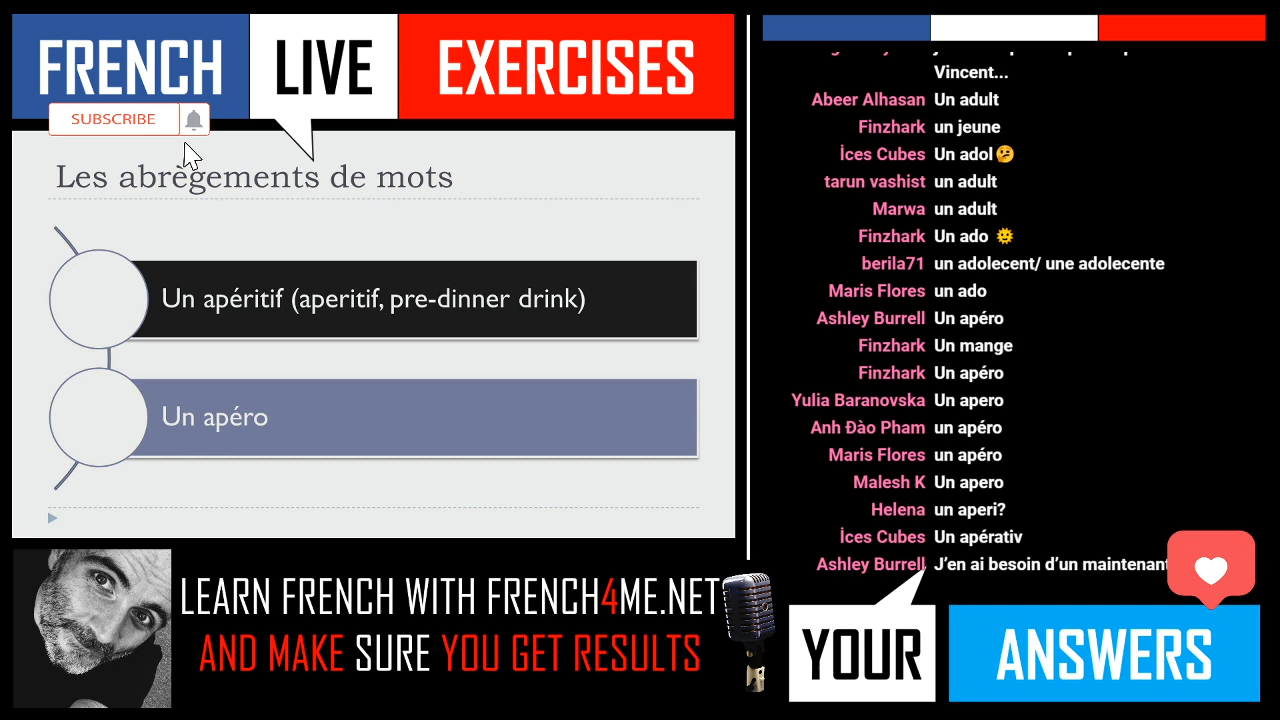 FRENCH LIVE EXERCISES
SUBSCRIBE
Les abrègements de mots
Un apéritif (aperitif, pre-dinner drink)
Un apéro
LEARN FRENCH WITH FRENCH4ME.NET
AND MAKE SURE YOU GET RESULTS
Vincent...
Abeer Alhasan Un adult
Finzhark un jeune
İces Cubes Un adol🤔
tarun vashist un adult
Marwa un adult
Finzhark Un ado 🌞
berila71 un adolecent/ une adolecente
Maris Flores un ado
Ashley Burrell Un apéro
Finzhark Un mange
Finzhark Un apéro
Yulia Baranovska Un apero
Anh Đào Pham un apéro
Maris Flores un apéro
Malesh K Un apero
Helena un aperi?
İces Cubes Un apérativ
Ashley Burrell J'en ai besoin d'un maintenant
YOUR ANSWERS